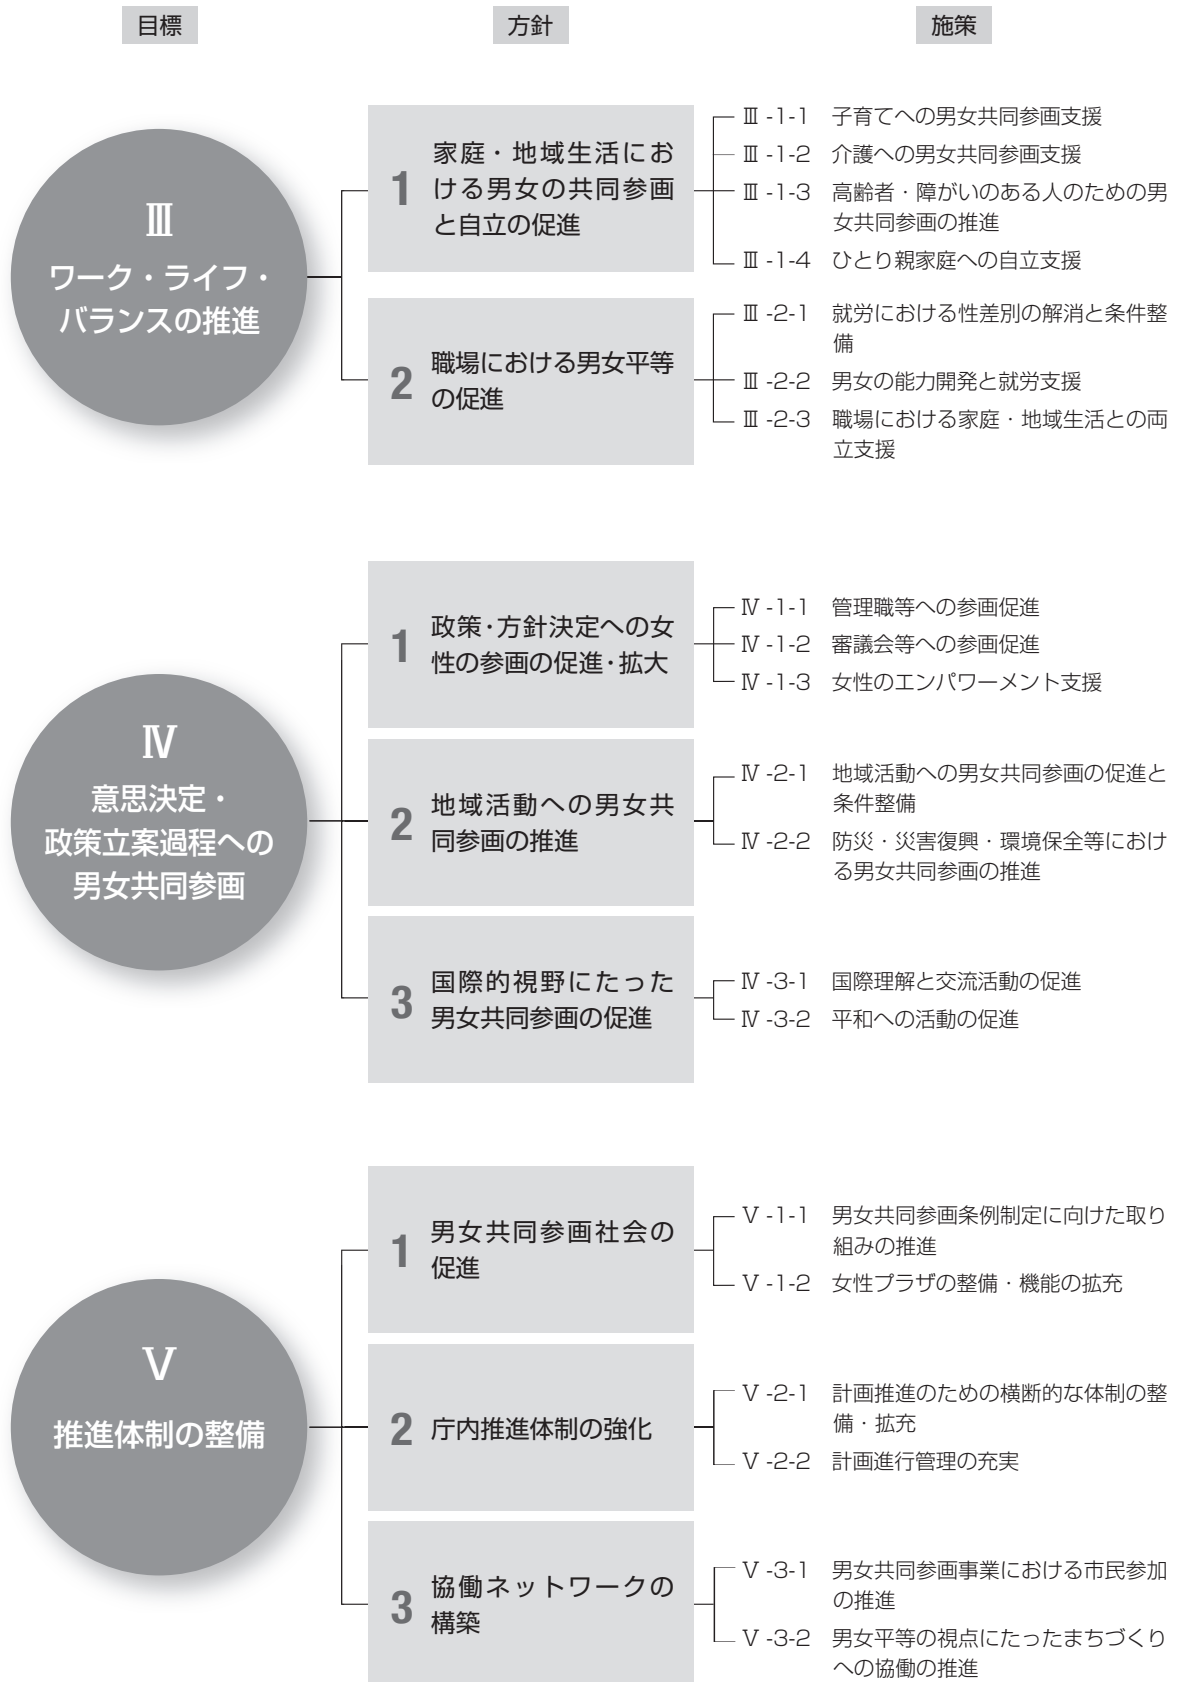 目標
方針
施策
Ⅲ
ワーク・ライフ・
バランスの推進
1
家庭・地域生活にお
ける男女の共同参画
と自立の促進
Ⅲ -1-1 子育てへの男女共同参画支援
Ⅲ -1-2 介護への男女共同参画支援
Ⅲ -1-3 高齢者・障がいのある人のための男
女共同参画の推進
Ⅲ -1-4 ひとり親家庭への自立支援
2
職場における男女平等
の促進
Ⅲ -2-1 就労における性差別の解消と条件整
備
Ⅲ -2-2 男女の能力開発と就労支援
Ⅲ -2-3 職場における家庭・地域生活との両
立支援
Ⅳ
意思決定・
政策立案過程への
男女共同参画
1
政策・方針決定への女
性の参画の促進・拡大
Ⅳ -1-1 管理職等への参画促進
Ⅳ -1-2 審議会等への参画促進
Ⅳ -1-3 女性のエンパワーメント支援
2
地域活動への男女共
同参画の推進
Ⅳ -2-1 地域活動への男女共同参画の促進と
条件整備
Ⅳ -2-2 防災・災害復興・環境保全等におけ
る男女共同参画の推進
3
国際的視野にたった
男女共同参画の促進
Ⅳ -3-1 国際理解と交流活動の促進
Ⅳ -3-2 平和への活動の促進
Ⅴ
推進体制の整備
1
男女共同参画社会の
促進
Ⅴ -1-1 男女共同参画条例制定に向けた取り
組みの推進
Ⅴ -1-2 女性プラザの整備・機能の拡充
2
庁内推進体制の強化
Ⅴ -2-1 計画推進のための横断的な体制の整
備・拡充
Ⅴ -2-2 計画進行管理の充実
3
協働ネットワークの
構築
Ⅴ -3-1 男女共同参画事業における市民参加
の推進
Ⅴ -3-2 男女平等の視点にたったまちづくり
への協働の推進